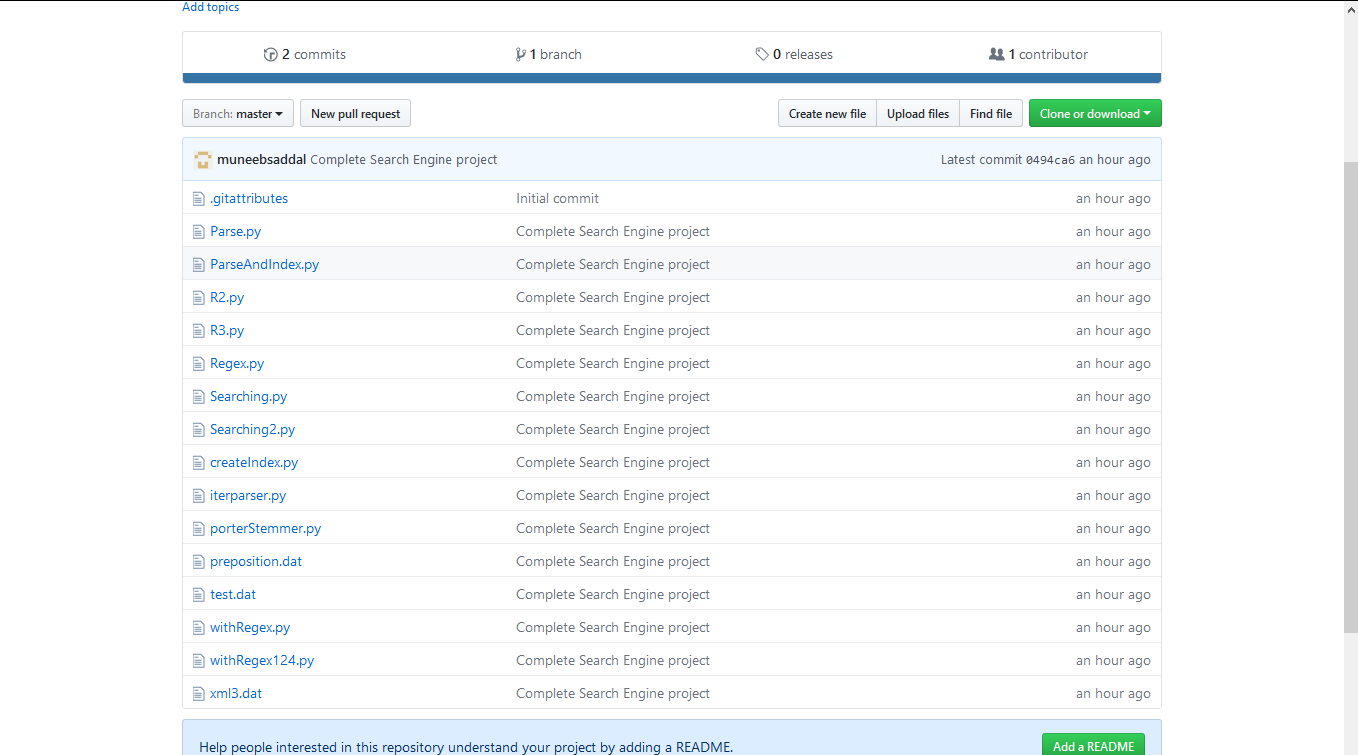 Add topics
2 commits 1 branch 0 releases 1 contributor
Branch: master New pull request Create new file Upload files Find file Clone or download
muneebsaddal Complete Search Engine project Latest commit 0494ca6 an hour ago
.gitattributes Initial commit an hour ago
Parse.py Complete Search Engine project an hour ago
ParseAndIndex.py Complete Search Engine project an hour ago
R2.py Complete Search Engine project an hour ago
R3.py Complete Search Engine project an hour ago
Regex.py Complete Search Engine project an hour ago
Searching.py Complete Search Engine project an hour ago
Searching2.py Complete Search Engine project an hour ago
createIndex.py Complete Search Engine project an hour ago
iterparser.py Complete Search Engine project an hour ago
porterStemmer.py Complete Search Engine project an hour ago
preposition.dat Complete Search Engine project an hour ago
test.dat Complete Search Engine project an hour ago
withRegex.py Complete Search Engine project an hour ago
withRegex124.py Complete Search Engine project an hour ago
xml3.dat Complete Search Engine project an hour ago
Help people interested in this repository understand your project by adding a README. Add a README